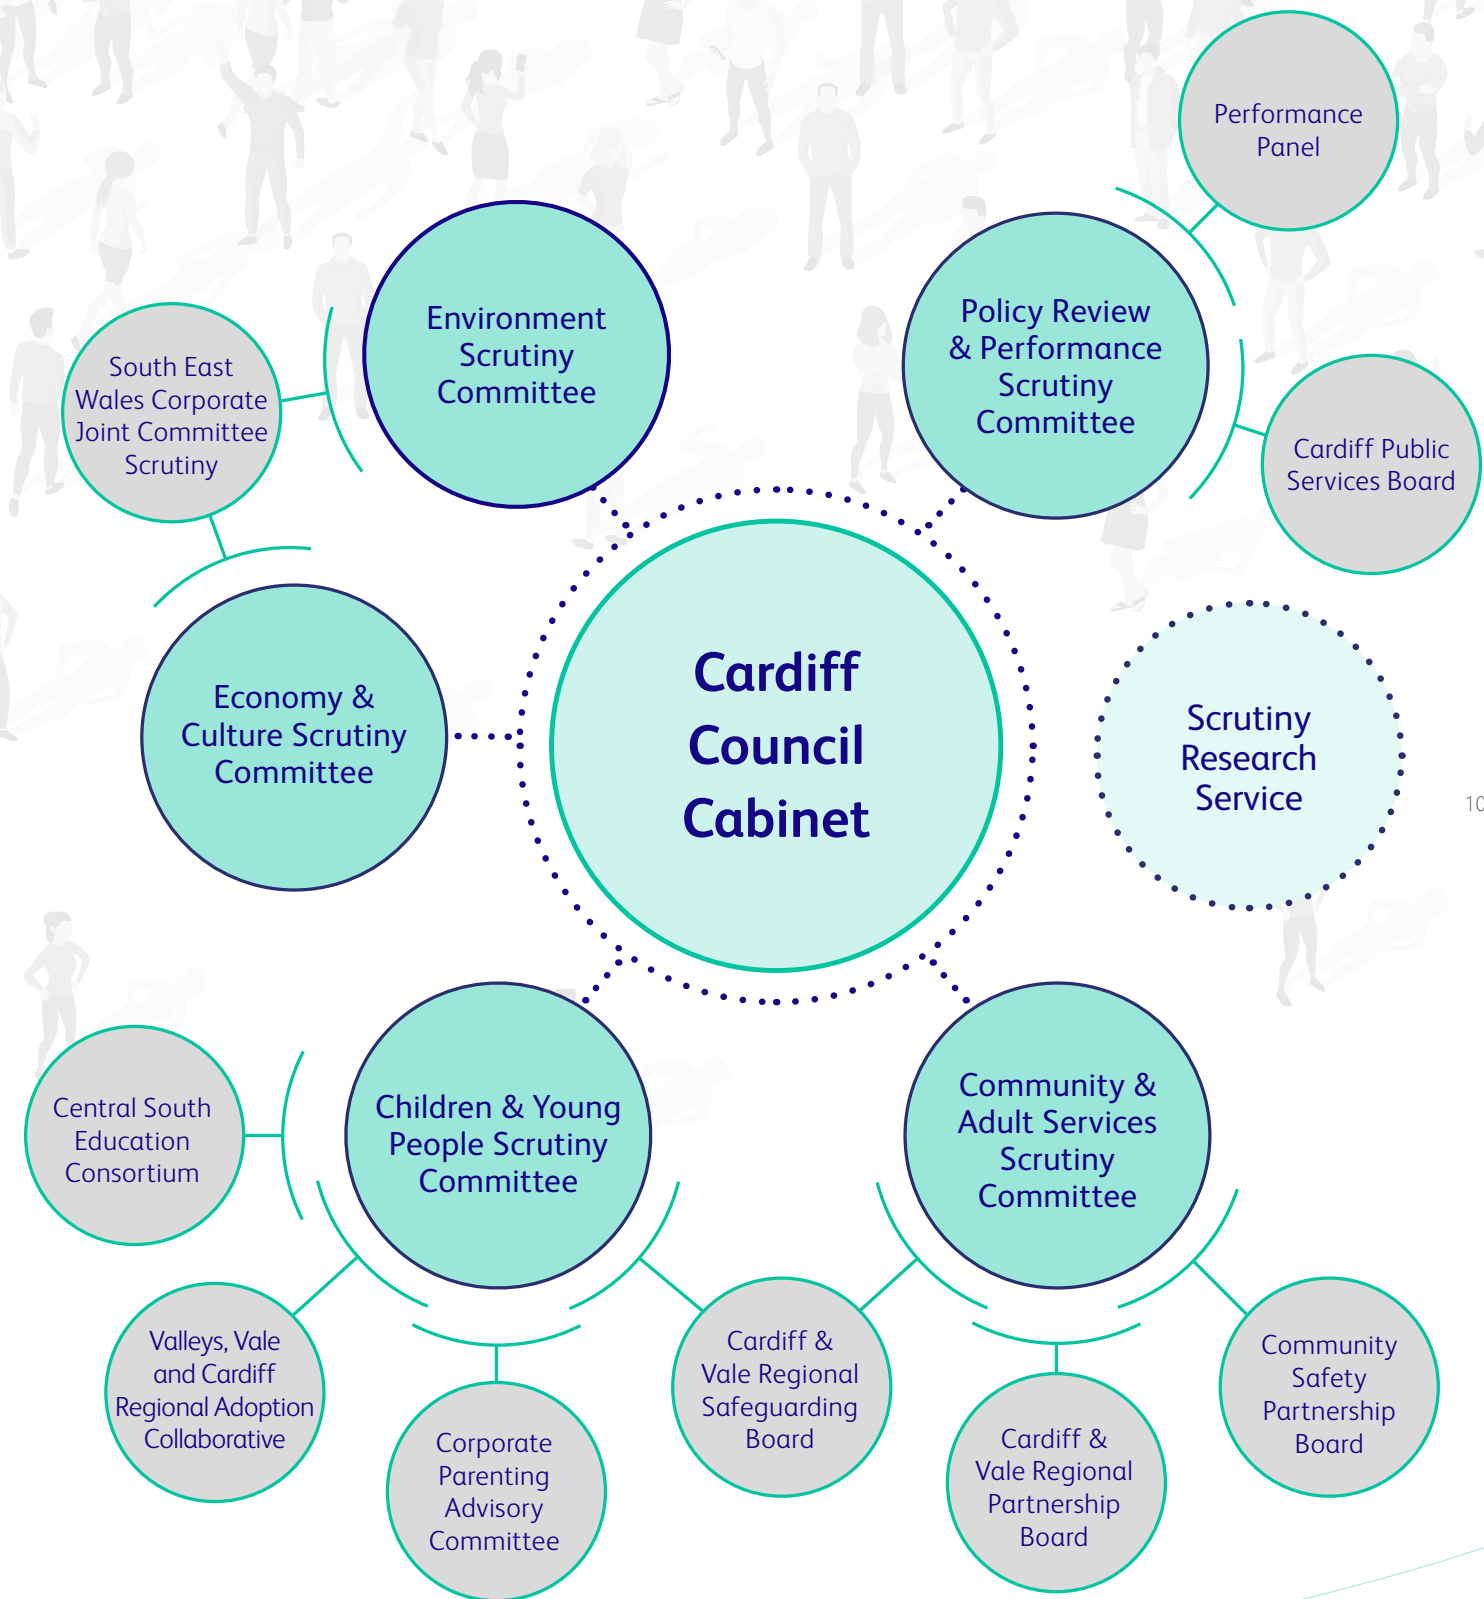 Performance
Panel
Environment
Scrutiny
Committee
Policy Review
& Performance
Scrutiny
Committee
South East
Wales Corporate
Joint Committee
Scrutiny
Cardiff Public
Services Board
Cardiff
Council
Cabinet
Economy &
Culture Scrutiny
Committee
Scrutiny
Research
Service
10
Central South
Education
Consortium
Children & Young
People Scrutiny
Committee
Community &
Adult Services
Scrutiny
Committee
Valleys, Vale
and Cardiff
Regional Adoption
Collaborative
Corporate
Parenting
Advisory
Committee
Cardiff &
Vale Regional
Safeguarding
Board
Cardiff &
Vale Regional
Partnership
Board
Community
Safety
Partnership
Board